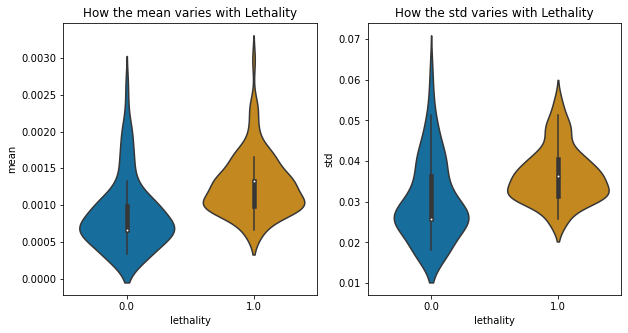 How the mean varies with Lethality
mean
0.0030
0.0025
0.0020
0.0015
0.0010
0.0005
0.0000
0.0 1.0
lethality
How the std varies with Lethality
std
0.07
0.06
0.05
0.04
0.03
0.02
0.01
0.0 1.0
lethality